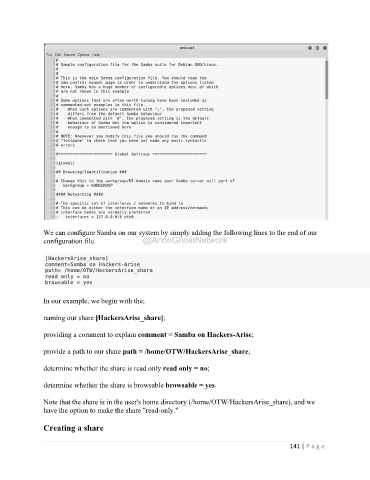 smb.conf
File Edit Search Options Help
#
# Sample configuration file for the Samba suite for Debian GNU/Linux.
#
#
# This is the main Samba configuration file. You should read the
# smb.conf(5) manual page in order to understand the options listed
# here. Samba has a huge number of configurable options most of which
# are not shown in this example
#
# Some options that are often worth tuning have been included as
# commented-out examples in this file.
# - When such options are commented with ";", the proposed setting
# differs from the default Samba behaviour
# - When commented with "#", the proposed setting is the default
# behaviour of Samba but the option is considered important
# enough to be mentioned here
#
# NOTE: Whenever you modify this file you should run the command
# "testparm" to check that you have not made any basic syntactic
# errors.
#======================= Global Settings =======================
[global]
## Browsing/Identification ###
# Change this to the workgroup/NT-domain name your Samba server will part of
workgroup = WORKGROUP
#### Networking ####
# The specific set of interfaces / networks to bind to
# This can be either the interface name or an IP address/netmask;
# interface names are normally preferred
; interfaces = 127.0.0.0/8 eth0
We can configure Samba on our system by simply adding the following lines to the end of our
configuration file.
@AnonGhostNetwork
[HackersArise_share]
comment=Samba on Hackers-Arise
path= /home/OTW/HackersArise_share
read only = no
browsable = yes
In our example, we begin with the;
naming our share [HackersArise_share];
providing a comment to explain comment = Samba on Hackers-Arise;
provide a path to our share path = /home/OTW/HackersArise_share;
determine whether the share is read only read only = no;
determine whether the share is browsable browsable = yes.
Note that the share is in the user's home directory (/home/OTW/HackersArise_share), and we
have the option to make the share "read-only."
Creating a share
141 | Page